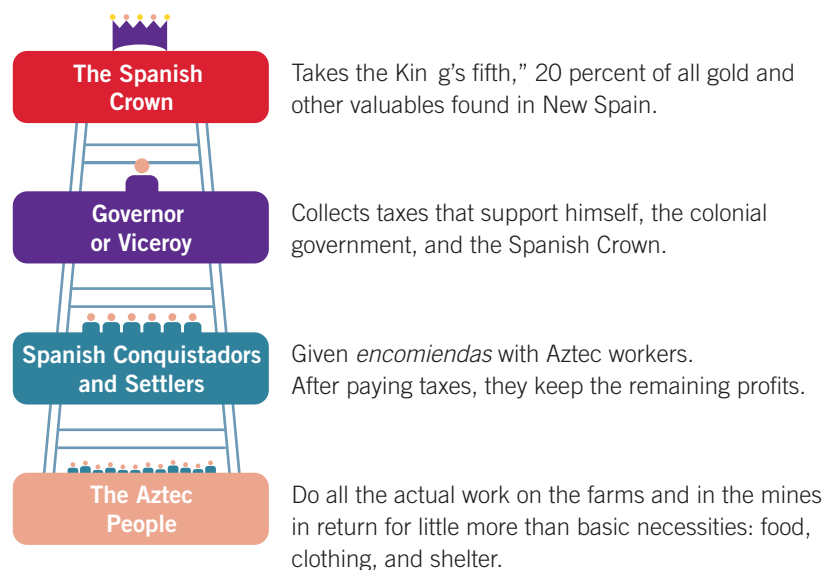 The Spanish
Crown
Takes the Kin g’s fifth,” 20 percent of all gold and
other valuables found in New Spain.
Governor
or Viceroy
Collects taxes that support himself, the colonial
government, and the Spanish Crown.
Spanish Conquistadors
and Settlers
Given encomiendas with Aztec workers.
After paying taxes, they keep the remaining profits.
The Aztec
People
Do all the actual work on the farms and in the mines
in return for little more than basic necessities: food,
clothing, and shelter.